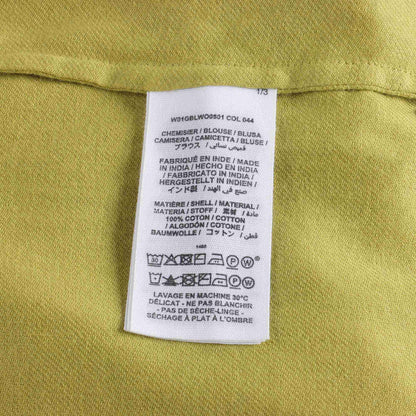 1/3
W01GBLWO0501 COL 044
CHEMISIER / BLOUSE / BLUSA
CAMISERA / CAMICETTA / BLUSE /
ブラウス / قميص نسائي
FABRIQUÉ EN INDE / MADE
IN INDIA / HECHO EN INDIA
/ FABBRICATO IN INDIA /
HERGESTELLT IN INDIEN /
インド製 / صنع في الهند
MATIÈRE / SHELL / MATERIAL /
MATERIA / STOFF / 素材 / مادة
100% COTON / COTTON
/ ALGODÓN / COTONE /
BAUMWOLLE / コットン / قطن
1460
30 P W
P W
LAVAGE EN MACHINE 30°C
DÉLICAT - NE PAS BLANCHIR
- PAS DE SÈCHE-LINGE -
SÉCHAGE À PLAT À L'OMBRE